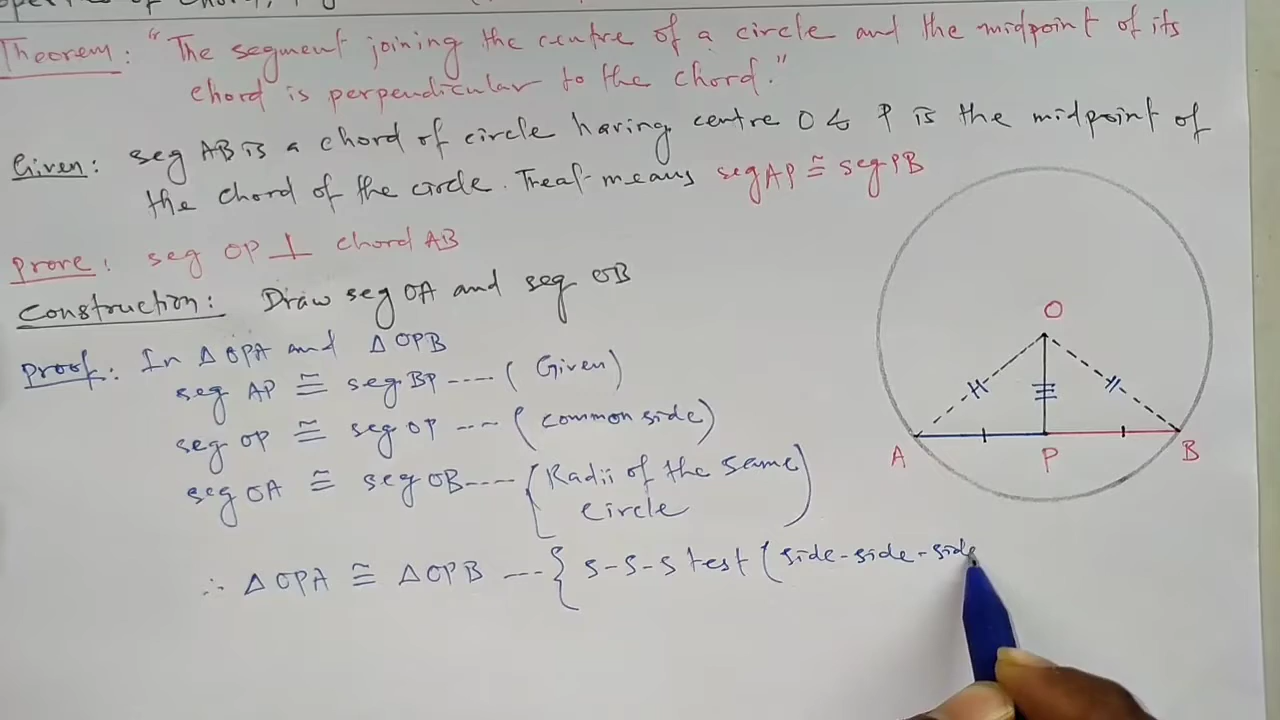 Theorem: "The segment joining the centre of a circle and the midpoint of its
chord is perpendicular to the chord."
Given: seg AB is a chord of circle having centre O & P is the midpoint of
the chord of the circle. Treat means seg AP ≅ seg PB
Prove: seg OP ⊥ chord AB
Construction: Draw seg OA and seg OB
Proof: In △OPA and △OPB
seg AP ≅ seg BP ---- (Given)
seg OP ≅ seg OP --- (common side)
seg OA ≅ seg OB ---- (Radii of the same
circle)
∴ △OPA ≅ △OPB --- { S-S-S test (side-side-side
O
A
P
B